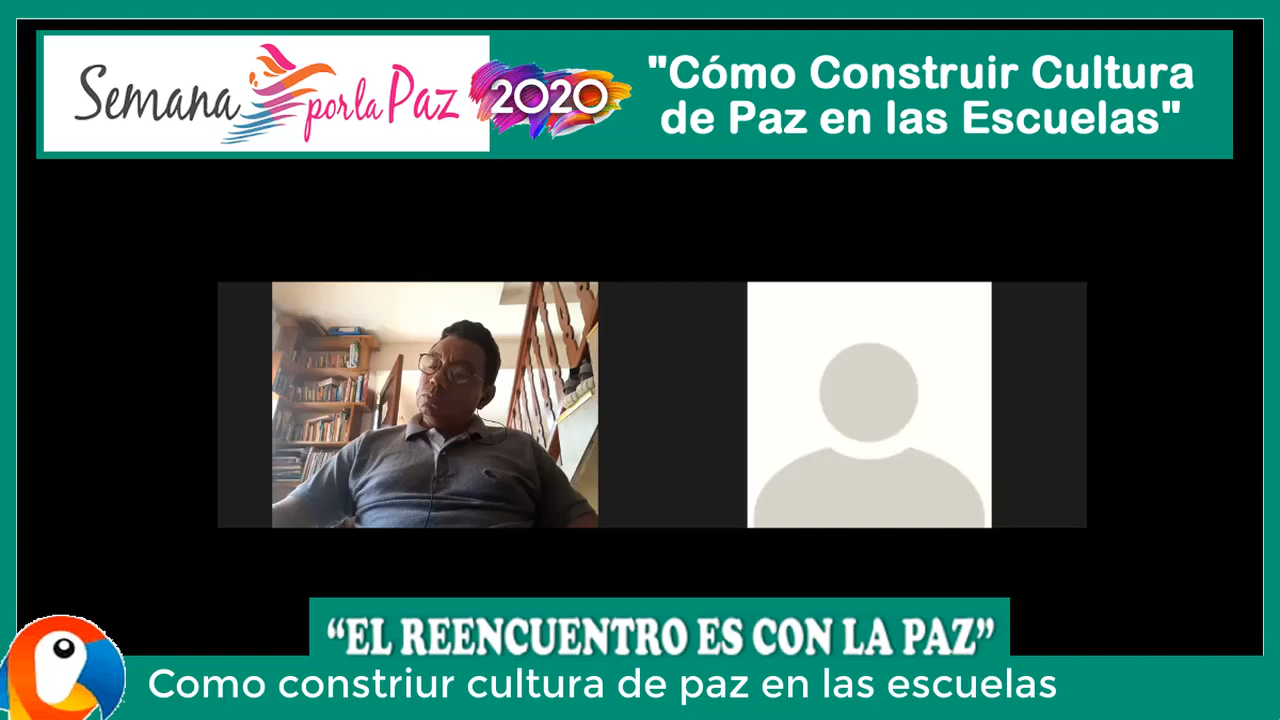 Semana por la Paz 2020
"Cómo Construir Cultura
de Paz en las Escuelas"
“EL REENCUENTRO ES CON LA PAZ”
Como constriur cultura de paz en las escuelas